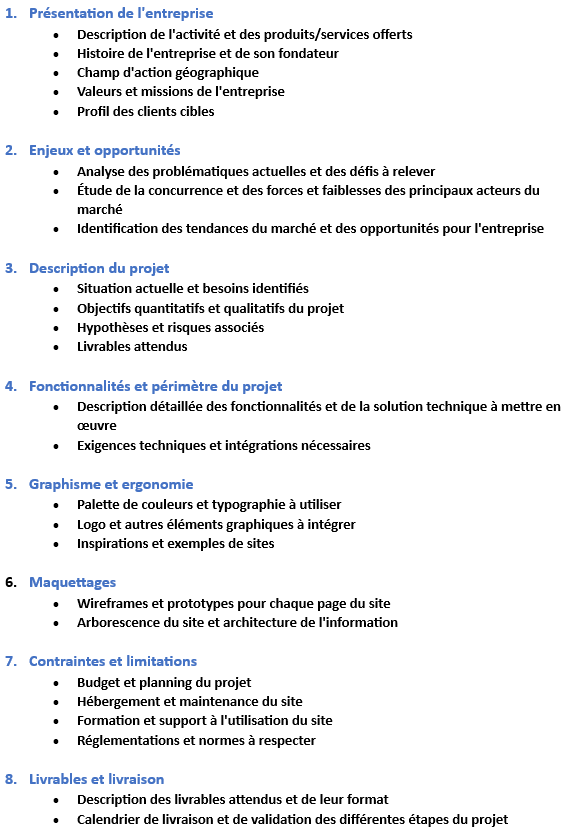 1. Présentation de l'entreprise
• Description de l'activité et des produits/services offerts
• Histoire de l'entreprise et de son fondateur
• Champ d'action géographique
• Valeurs et missions de l'entreprise
• Profil des clients cibles
2. Enjeux et opportunités
• Analyse des problématiques actuelles et des défis à relever
• Étude de la concurrence et des forces et faiblesses des principaux acteurs du
marché
• Identification des tendances du marché et des opportunités pour l'entreprise
3. Description du projet
• Situation actuelle et besoins identifiés
• Objectifs quantitatifs et qualitatifs du projet
• Hypothèses et risques associés
• Livrables attendus
4. Fonctionnalités et périmètre du projet
• Description détaillée des fonctionnalités et de la solution technique à mettre en
œuvre
• Exigences techniques et intégrations nécessaires
5. Graphisme et ergonomie
• Palette de couleurs et typographie à utiliser
• Logo et autres éléments graphiques à intégrer
• Inspirations et exemples de sites
6. Maquettages
• Wireframes et prototypes pour chaque page du site
• Arborescence du site et architecture de l'information
7. Contraintes et limitations
• Budget et planning du projet
• Hébergement et maintenance du site
• Formation et support à l'utilisation du site
• Réglementations et normes à respecter
8. Livrables et livraison
• Description des livrables attendus et de leur format
• Calendrier de livraison et de validation des différentes étapes du projet